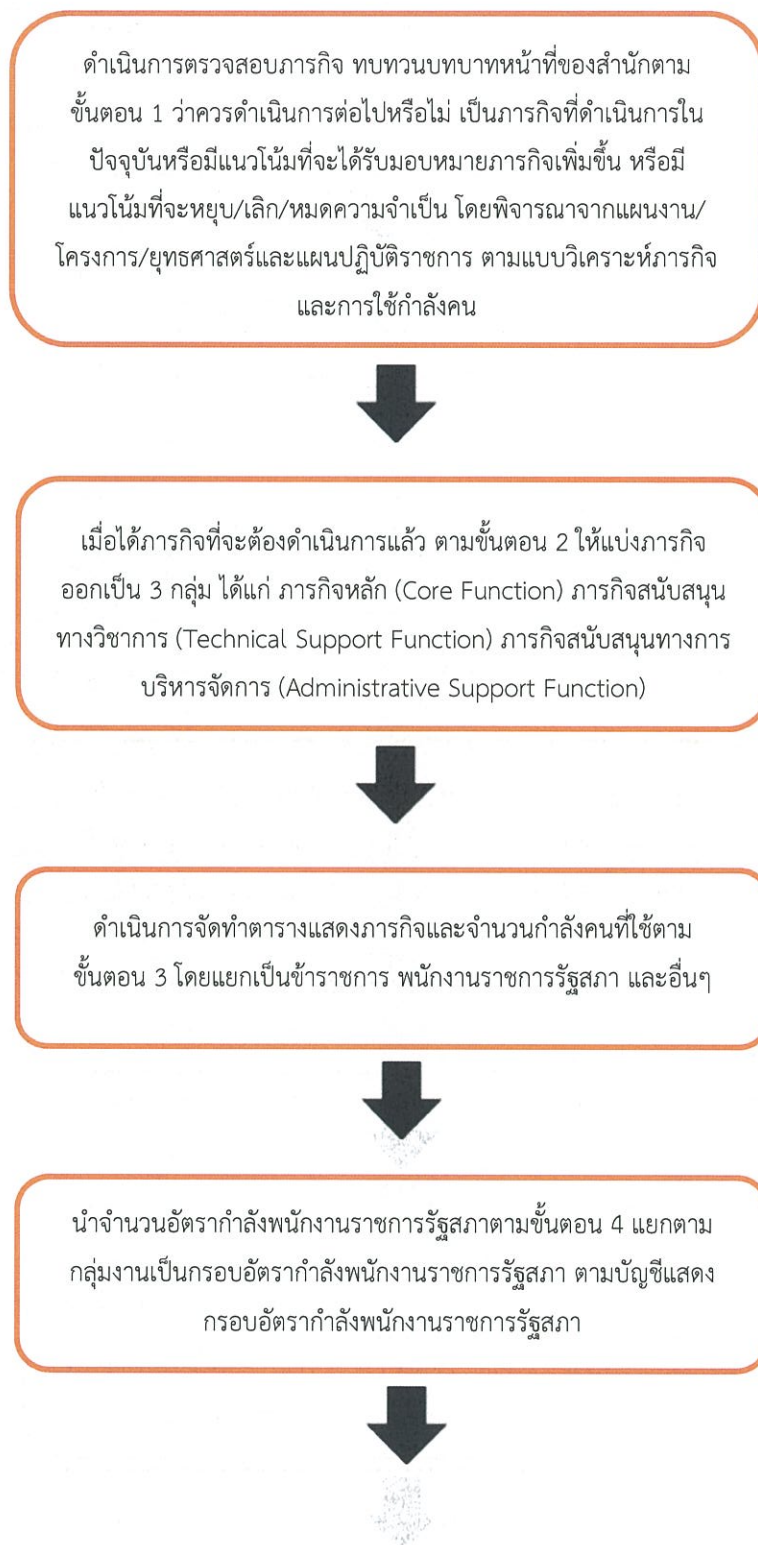 ดำเนินการตรวจสอบภารกิจ ทบทวนบทบาทหน้าที่ของสำนักตาม
ขั้นตอน 1 ว่าควรดำเนินการต่อไปหรือไม่ เป็นภารกิจที่ดำเนินการใน
ปัจจุบันหรือมีแนวโน้มที่จะได้รับมอบหมายภารกิจเพิ่มขึ้น หรือมี
แนวโน้มที่จะหยุบ/เลิก/หมดความจำเป็น โดยพิจารณาจากแผนงาน/
โครงการ/ยุทธศาสตร์และแผนปฏิบัติราชการ ตามแบบวิเคราะห์ภารกิจ
และการใช้กำลังคน
เมื่อได้ภารกิจที่จะต้องดำเนินการแล้ว ตามขั้นตอน 2 ให้แบ่งภารกิจ
ออกเป็น 3 กลุ่ม ได้แก่ ภารกิจหลัก (Core Function) ภารกิจสนับสนุน
ทางวิชาการ (Technical Support Function) ภารกิจสนับสนุนทางการ
บริหารจัดการ (Administrative Support Function)
ดำเนินการจัดทำตารางแสดงภารกิจและจำนวนกำลังคนที่ใช้ตาม
ขั้นตอน 3 โดยแยกเป็นข้าราชการ พนักงานราชการรัฐสภา และอื่นๆ
นำจำนวนอัตรากำลังพนักงานราชการรัฐสภาตามขั้นตอน 4 แยกตาม
กลุ่มงานเป็นกรอบอัตรากำลังพนักงานราชการรัฐสภา ตามบัญชีแสดง
กรอบอัตรากำลังพนักงานราชการรัฐสภา